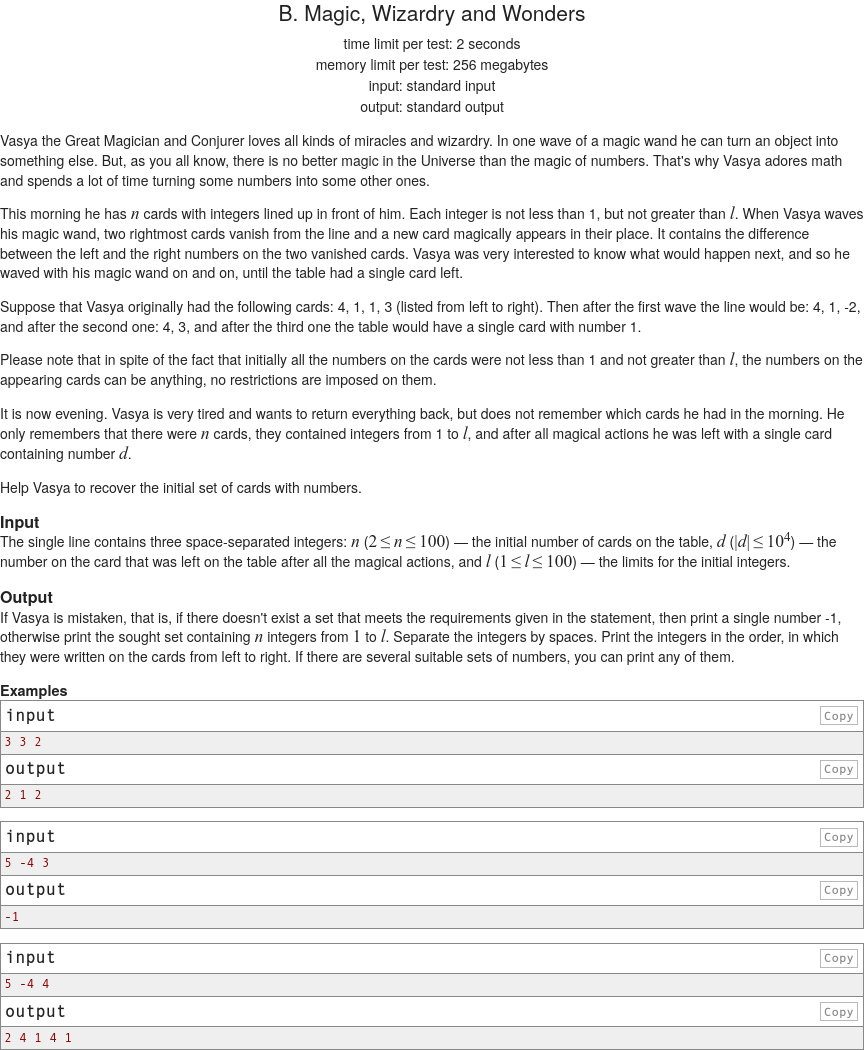 B. Magic, Wizardry and Wonders
time limit per test: 2 seconds
memory limit per test: 256 megabytes
input: standard input
output: standard output
Vasya the Great Magician and Conjurer loves all kinds of miracles and wizardry. In one wave of a magic wand he can turn an object into
something else. But, as you all know, there is no better magic in the Universe than the magic of numbers. That's why Vasya adores math
and spends a lot of time turning some numbers into some other ones.
This morning he has n cards with integers lined up in front of him. Each integer is not less than 1, but not greater than l. When Vasya waves
his magic wand, two rightmost cards vanish from the line and a new card magically appears in their place. It contains the difference
between the left and the right numbers on the two vanished cards. Vasya was very interested to know what would happen next, and so he
waved with his magic wand on and on, until the table had a single card left.
Suppose that Vasya originally had the following cards: 4, 1, 1, 3 (listed from left to right). Then after the first wave the line would be: 4, 1, -2,
and after the second one: 4, 3, and after the third one the table would have a single card with number 1.
Please note that in spite of the fact that initially all the numbers on the cards were not less than 1 and not greater than l, the numbers on the
appearing cards can be anything, no restrictions are imposed on them.
It is now evening. Vasya is very tired and wants to return everything back, but does not remember which cards he had in the morning. He
only remembers that there were n cards, they contained integers from 1 to l, and after all magical actions he was left with a single card
containing number d.
Help Vasya to recover the initial set of cards with numbers.
Input
The single line contains three space-separated integers: n (2 ≤ n ≤ 100) — the initial number of cards on the table, d (|d| ≤ 10⁴) — the
number on the card that was left on the table after all the magical actions, and l (1 ≤ l ≤ 100) — the limits for the initial integers.
Output
If Vasya is mistaken, that is, if there doesn't exist a set that meets the requirements given in the statement, then print a single number -1,
otherwise print the sought set containing n integers from 1 to l. Separate the integers by spaces. Print the integers in the order, in which
they were written on the cards from left to right. If there are several suitable sets of numbers, you can print any of them.
Examples
input Copy
3 3 2
output Copy
2 1 2
input Copy
5 -4 3
output Copy
-1
input Copy
5 -4 4
output Copy
2 4 1 4 1